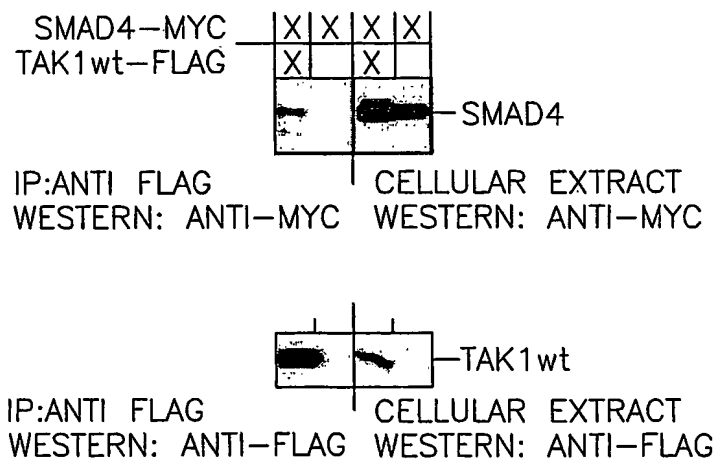 SMAD4-MYC X X X X
TAK1wt-FLAG X X
SMAD4
IP:ANTI FLAG CELLULAR EXTRACT
WESTERN: ANTI-MYC WESTERN: ANTI-MYC
TAK1wt
IP:ANTI FLAG CELLULAR EXTRACT
WESTERN: ANTI-FLAG WESTERN: ANTI-FLAG